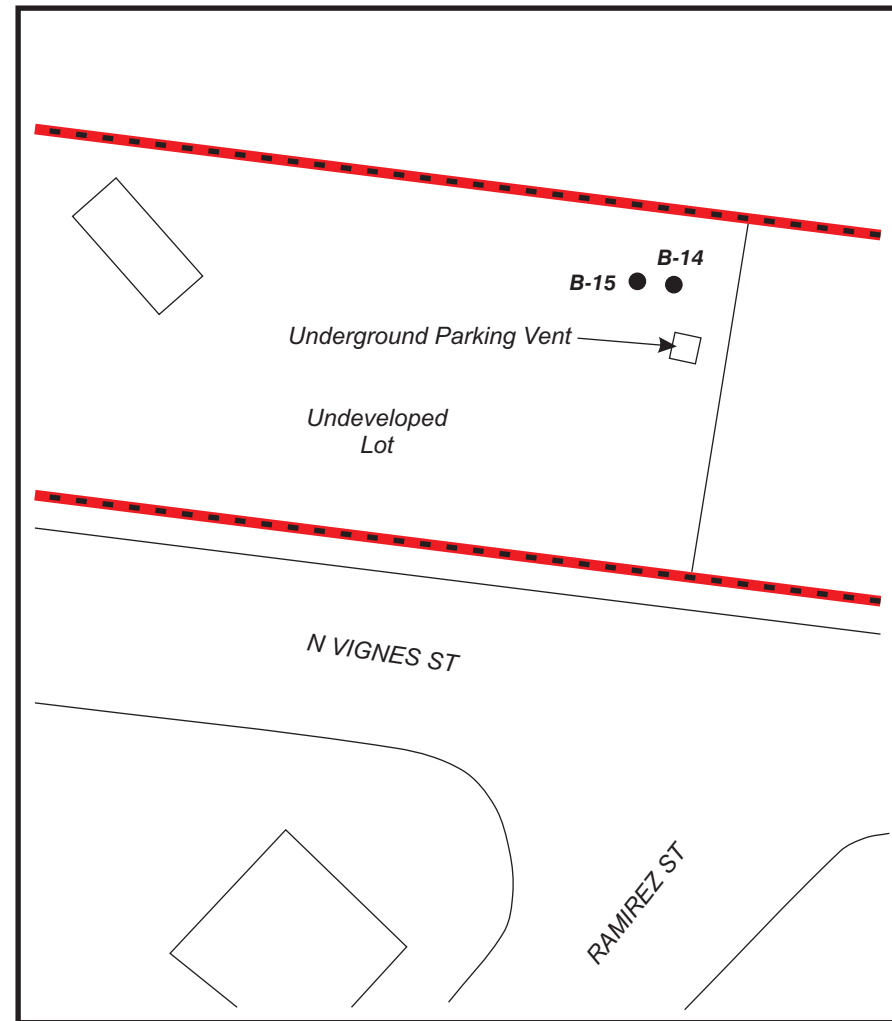 B-14
B-15
Underground Parking Vent
Undeveloped
Lot
N VIGNES ST
RAMIREZ ST